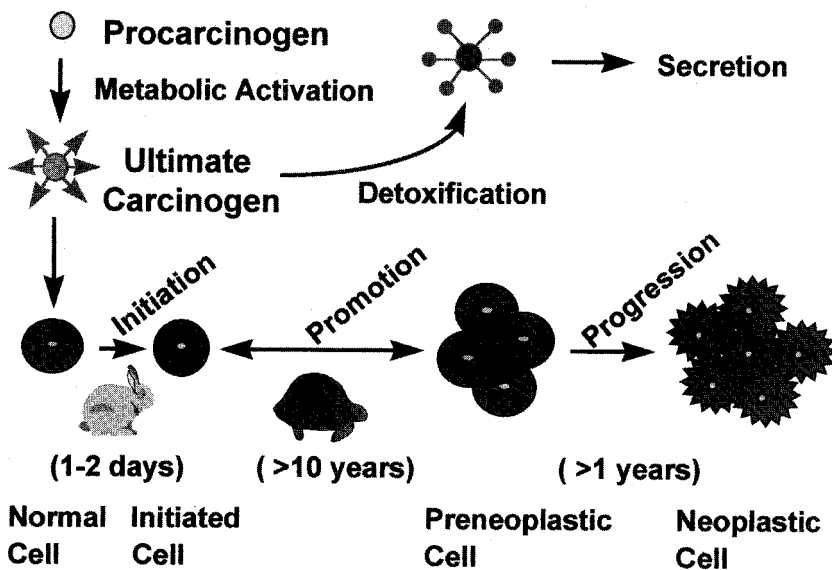 Procarcinogen
Metabolic Activation
Secretion
Ultimate
Carcinogen
Detoxification
Initiation
Promotion
Progression
(1-2 days)
( >10 years)
( >1 years)
Normal
Cell
Initiated
Cell
Preneoplastic
Cell
Neoplastic
Cell